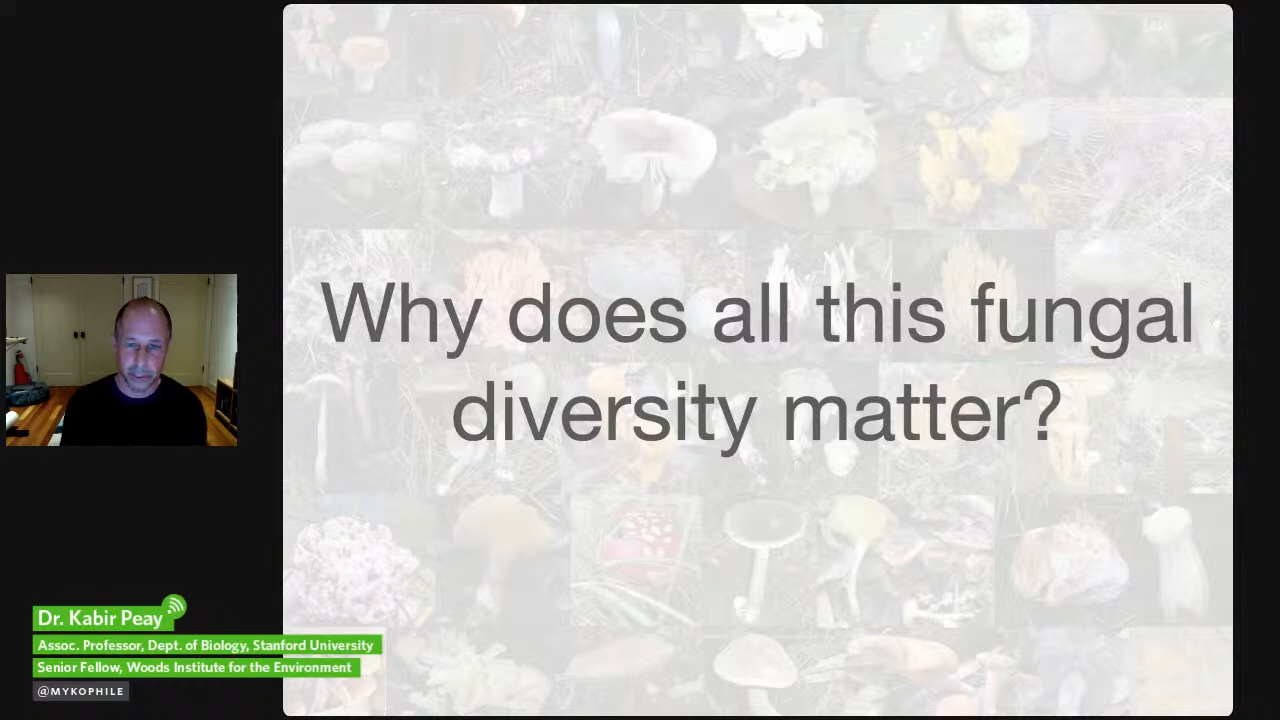 Why does all this fungal
diversity matter?
Dr. Kabir Peay
Assoc. Professor, Dept. of Biology, Stanford University
Senior Fellow, Woods Institute for the Environment
@MYKOPHILE